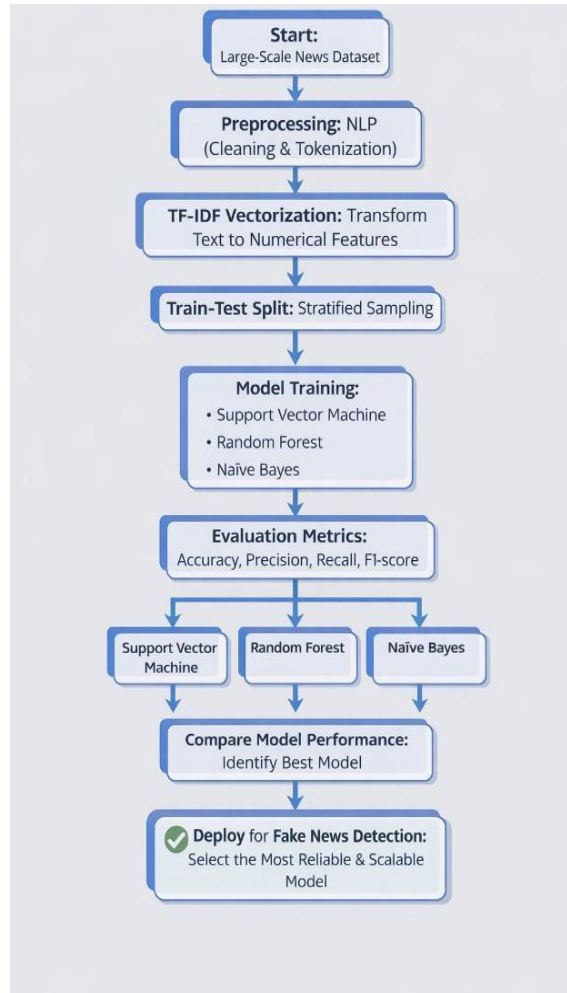 Start:
Large-Scale News Dataset
Preprocessing: NLP
(Cleaning & Tokenization)
TF-IDF Vectorization: Transform
Text to Numerical Features
Train-Test Split: Stratified Sampling
Model Training:
• Support Vector Machine
• Random Forest
• Naïve Bayes
Evaluation Metrics:
Accuracy, Precision, Recall, F1-score
Support Vector
Machine
Random Forest
Naïve Bayes
Compare Model Performance:
Identify Best Model
Deploy for Fake News Detection:
Select the Most Reliable & Scalable
Model